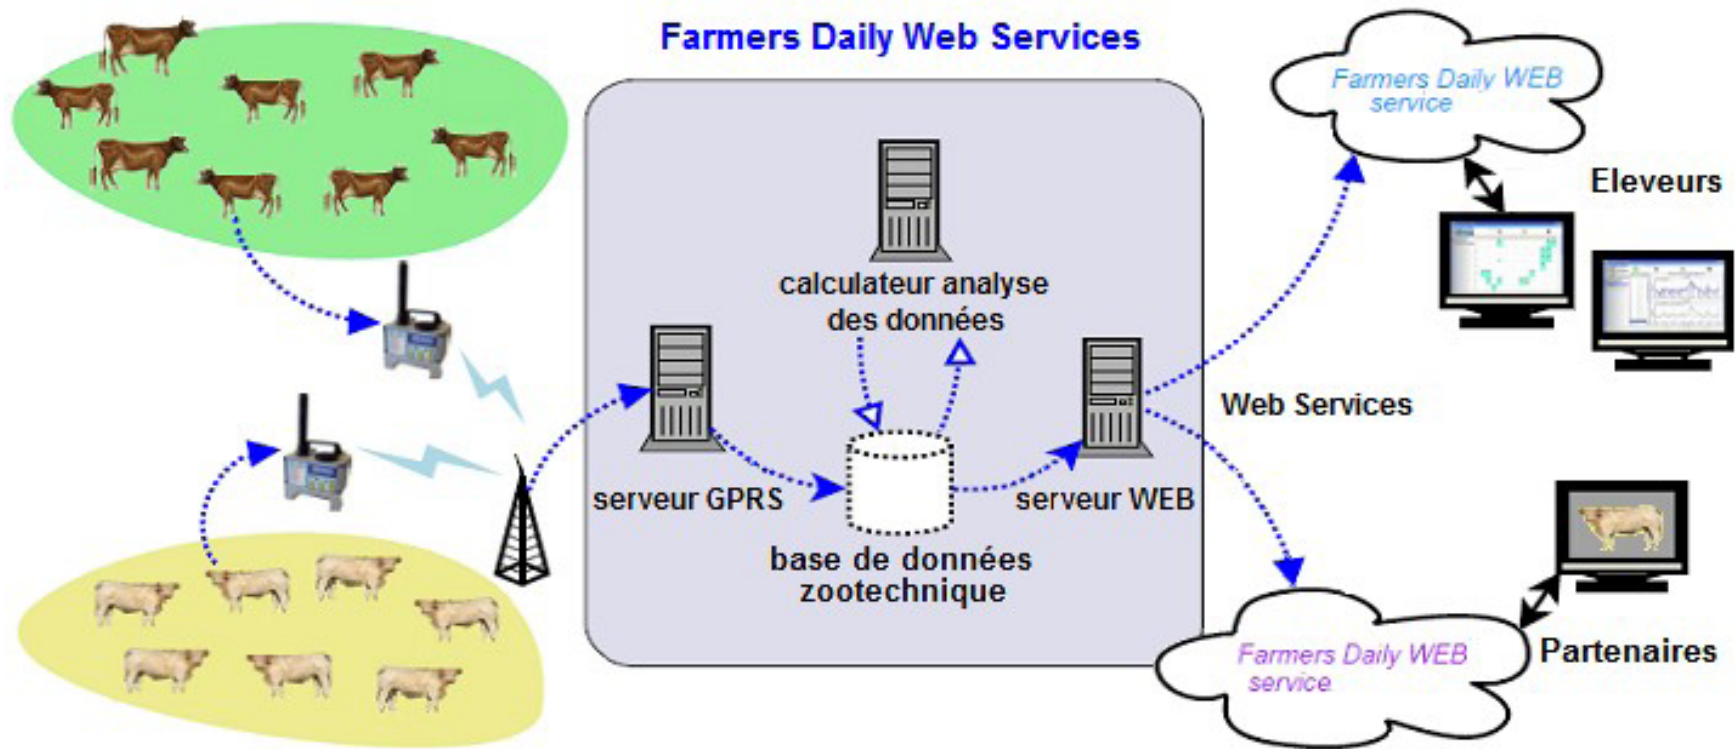 Farmers Daily Web Services
Farmers Daily WEB
service
Eleveurs
calculateur analyse
des données
Web Services
serveur GPRS
serveur WEB
base de données
zootechnique
Farmers Daily WEB
service
Partenaires